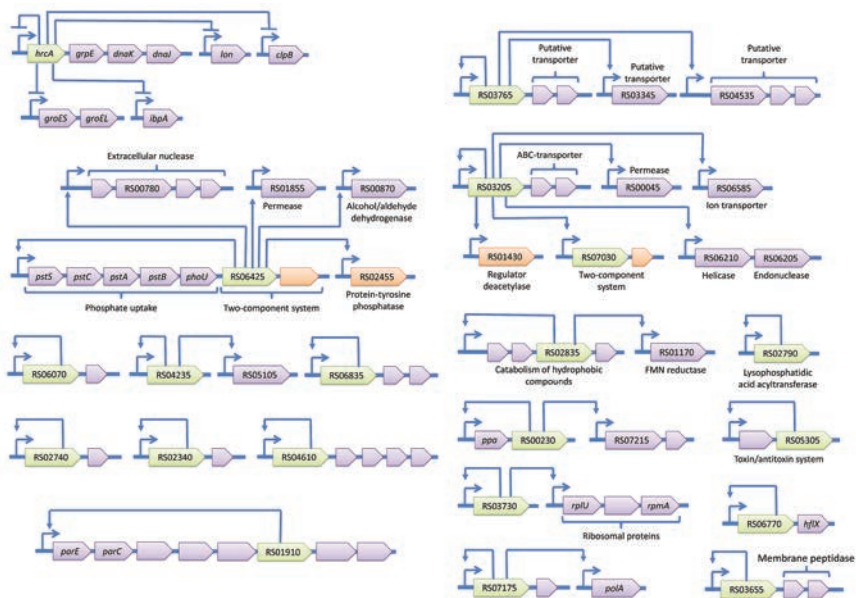 hrcA
grpE
dnaK
dnaJ
lon
clpB
groES
groEL
ibpA
Extracellular nuclease
RS00780
RS01855
Permease
RS00870
Alcohol/aldehyde
dehydrogenase
pstS
pstC
pstA
pstB
phoU
RS06425
RS02455
Phosphate uptake
Two-component system
Protein-tyrosine
phosphatase
RS06070
RS04235
RS05105
RS06835
RS02740
RS02340
RS04610
parE
parC
RS01910
Putative
transporter
RS03765
Putative
transporter
RS03345
Putative
transporter
RS04535
ABC-transporter
RS03205
Permease
RS00045
RS06585
Ion transporter
RS01430
Regulator
deacetylase
RS07030
Two-component
system
RS06210
RS06205
Helicase
Endonuclease
RS02835
Catabolism of hydrophobic
compounds
RS01170
FMN reductase
RS02790
Lysophosphatidic
acid acyltransferase
ppa
RS00230
RS07215
RS05305
Toxin/antitoxin system
RS03730
rplU
rpmA
Ribosomal proteins
RS06770
hflX
RS07175
polA
Membrane peptidase
RS03655